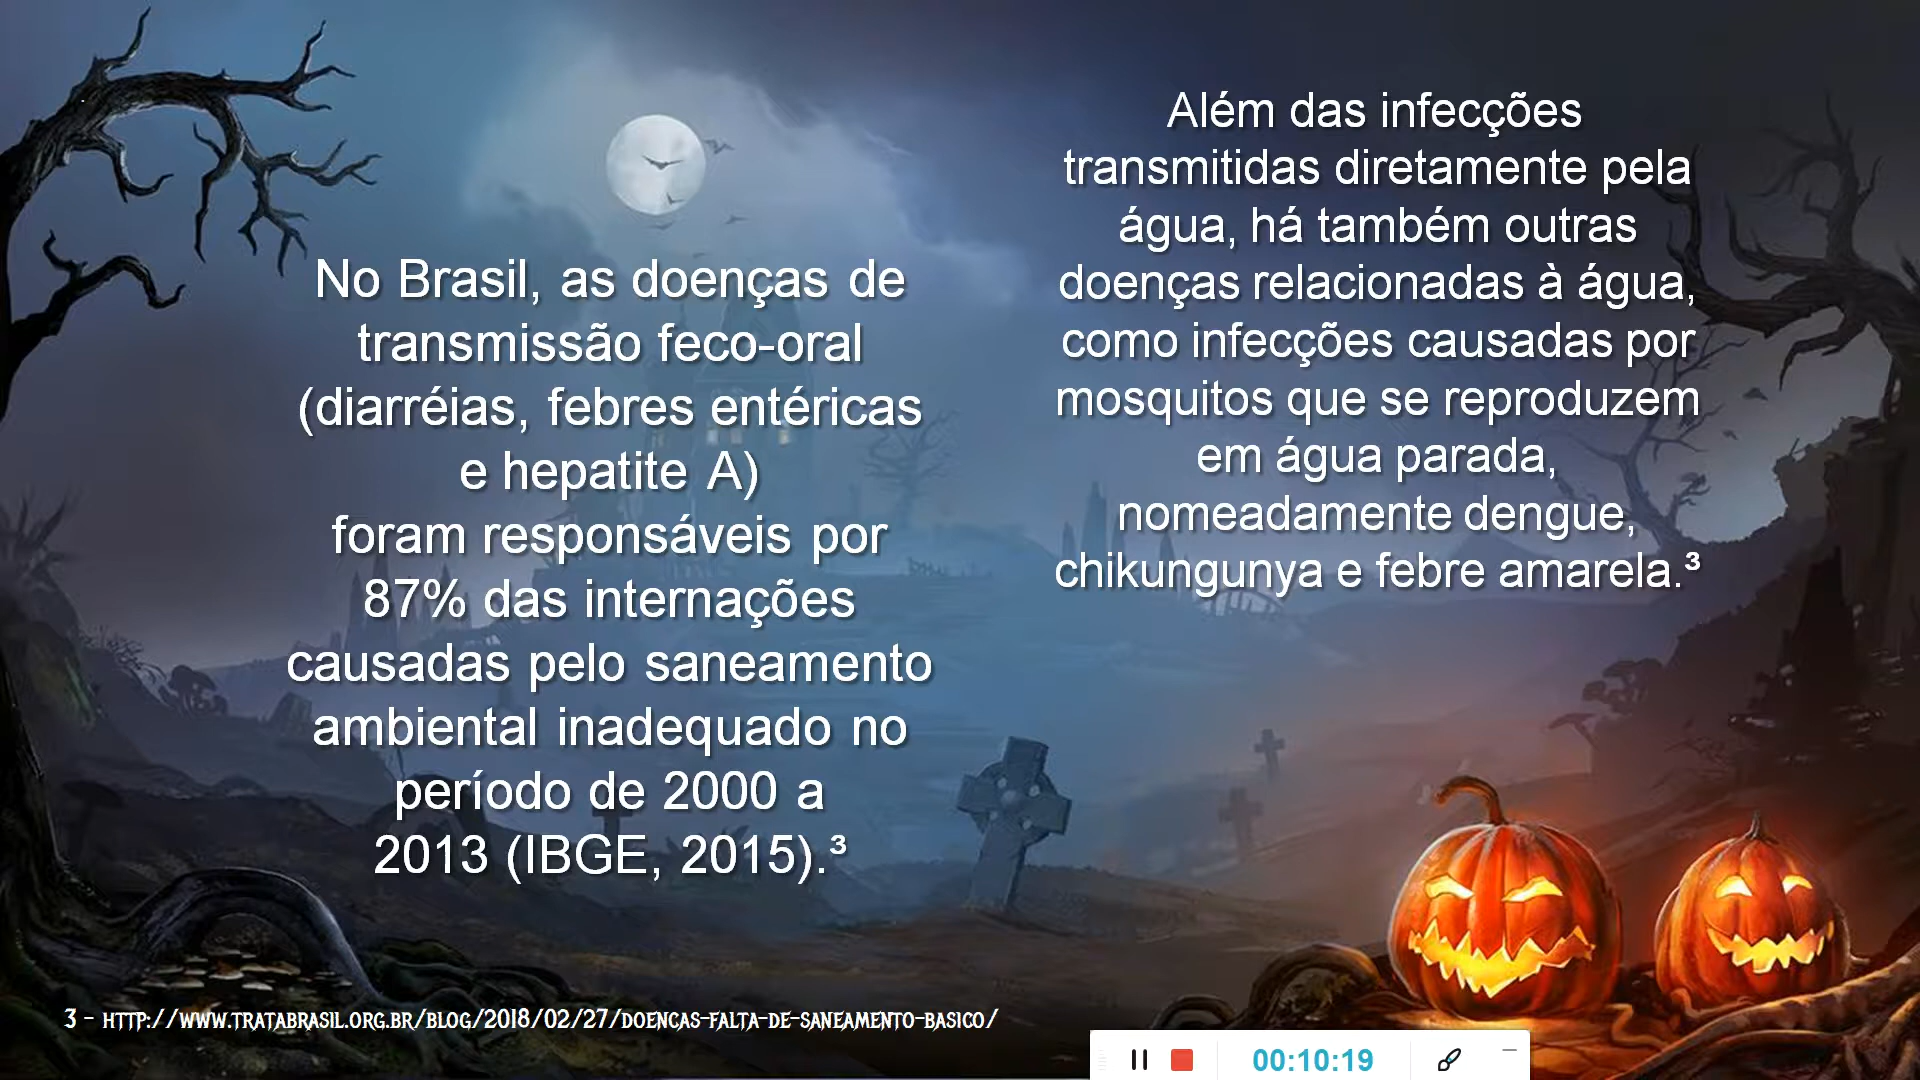 No Brasil, as doenças de
transmissão feco-oral
(diarréias, febres entéricas
e hepatite A)
foram responsáveis por
87% das internações
causadas pelo saneamento
ambiental inadequado no
período de 2000 a
2013 (IBGE, 2015).³
Além das infecções
transmitidas diretamente pela
água, há também outras
doenças relacionadas à água,
como infecções causadas por
mosquitos que se reproduzem
em água parada,
nomeadamente dengue,
chikungunya e febre amarela.³
3 - HTTP://WWW.TRATABRASIL.ORG.BR/BLOG/2018/02/27/DOENCAS-FALTA-DE-SANEAMENTO-BASICO/
00:10:19